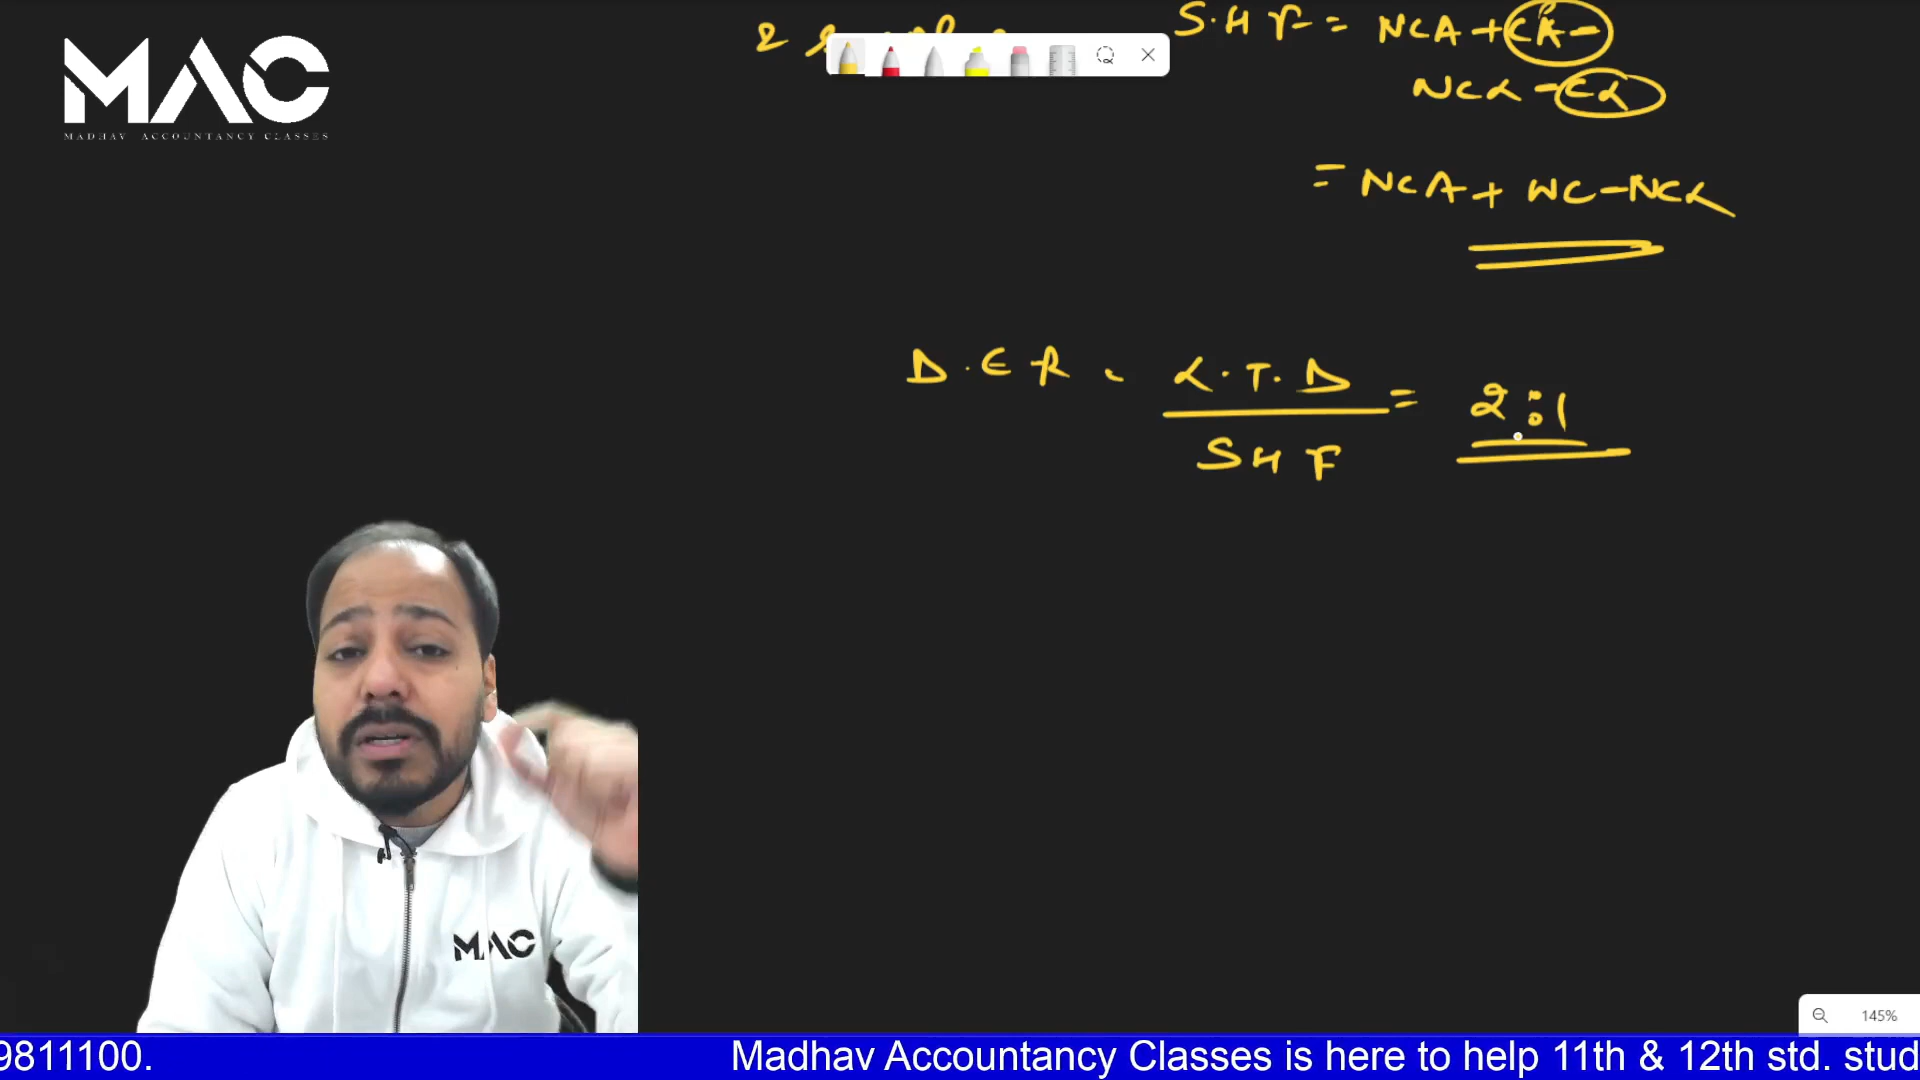 MAC
MADHAV ACCOUNTANCY CLASSES
S.H.F = NCA + CA -
NCL - CL
= NCA + WC - NCL
D.E.R = L.T.D / SHF = 2:1
MAC
145%
9811100.
Madhav Accountancy Classes is here to help 11th & 12th std. stud